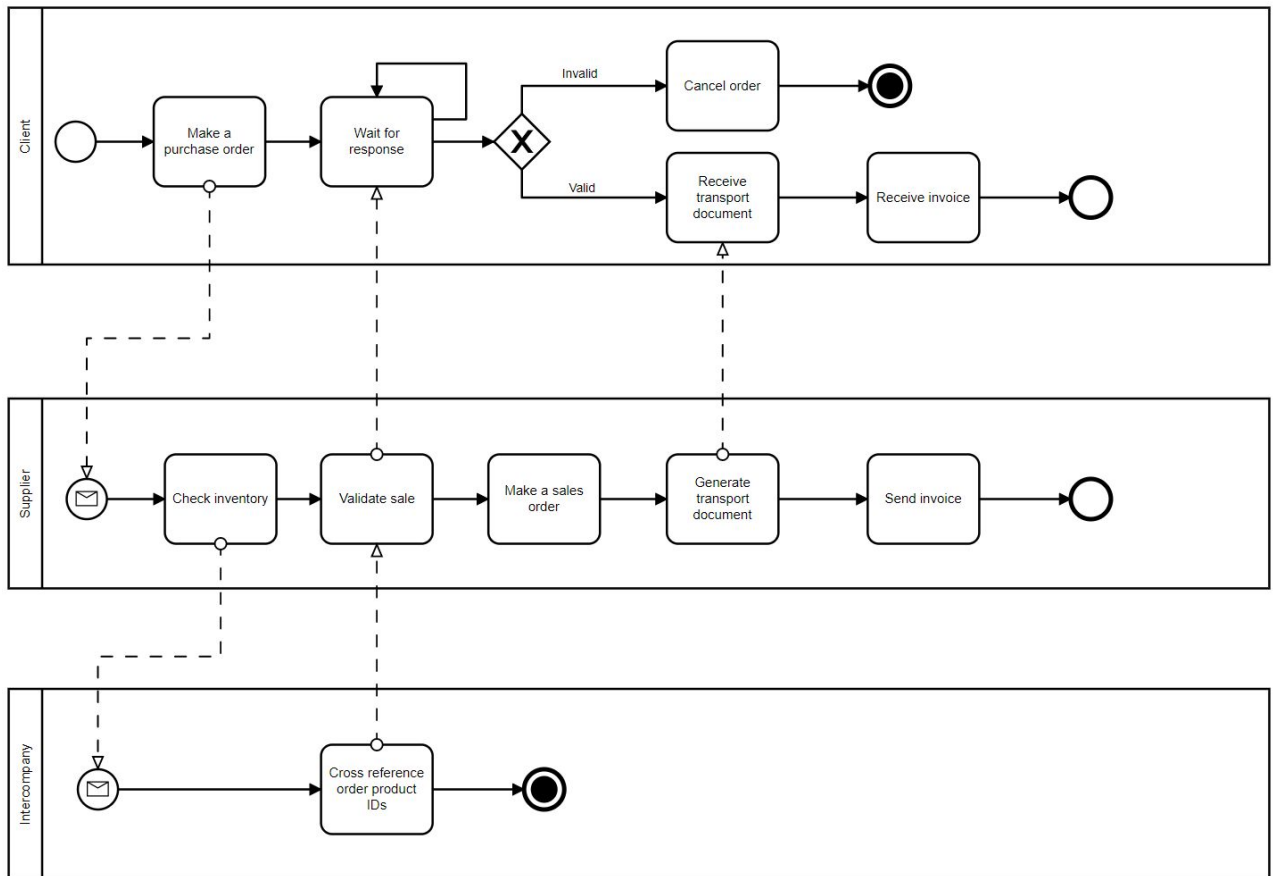 Client
Make a
purchase order
Wait for
response
Invalid
Cancel order
Valid
Receive
transport
document
Receive invoice
Supplier
Check inventory
Validate sale
Make a sales
order
Generate
transport
document
Send invoice
Intercompany
Cross reference
order product
IDs